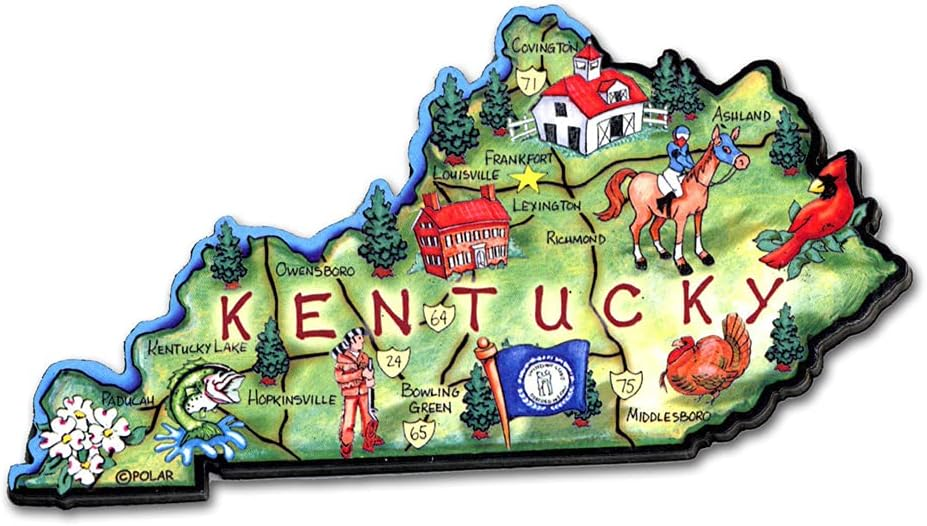 COVINGTON
71
ASHLAND
FRANKFORT
LOUISVILLE
LEXINGTON
RICHMOND
OWENSBORO
KENTUCKY
64
KENTUCKY LAKE
24
PADUCAH
HOPKINSVILLE
BOWLING
GREEN
65
75
MIDDLESBORO
©POLAR